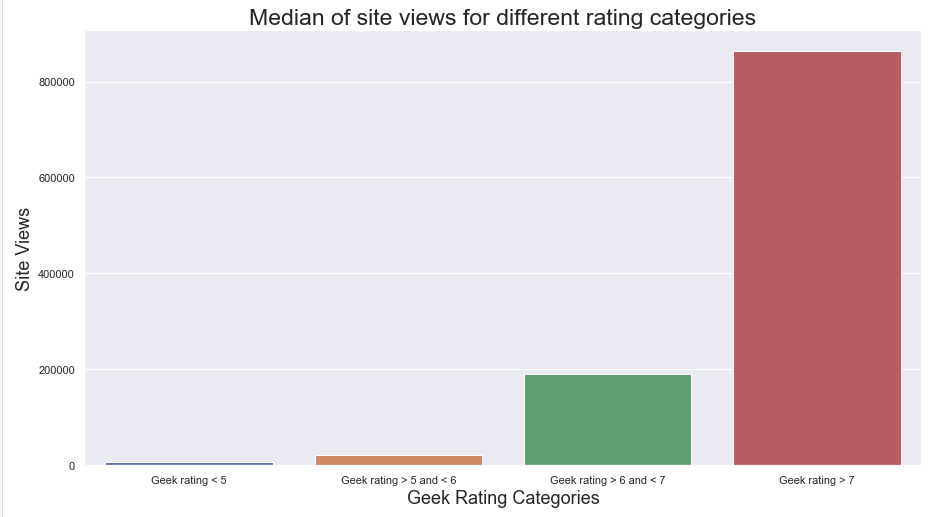 Median of site views for different rating categories
800000
600000
400000
200000
0
Site Views
Geek rating < 5
Geek rating > 5 and < 6
Geek rating > 6 and < 7
Geek rating > 7
Geek Rating Categories